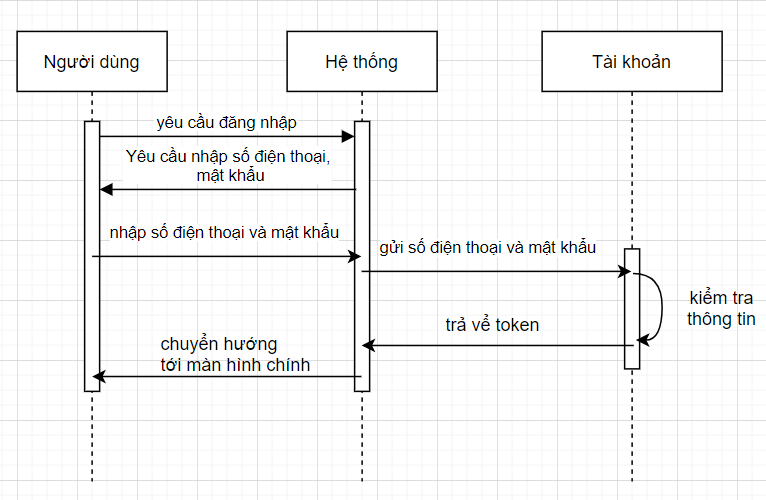 Người dùng
Hệ thống
Tài khoản
yêu cầu đăng nhập
Yêu cầu nhập số điện thoại,
mật khẩu
nhập số điện thoại và mật khẩu
gửi số điện thoại và mật khẩu
kiểm tra
thông tin
trả vể token
chuyển hướng
tới màn hình chính